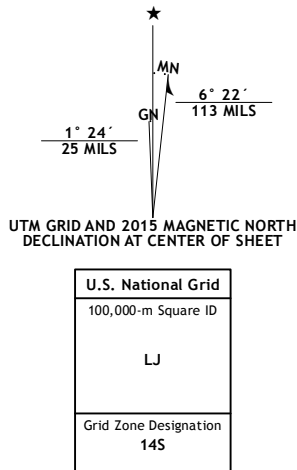 MN
GN
6° 22´
113 MILS
1° 24´
25 MILS
UTM GRID AND 2015 MAGNETIC NORTH
DECLINATION AT CENTER OF SHEET
U.S. National Grid
100,000-m Square ID
LJ
Grid Zone Designation
14S